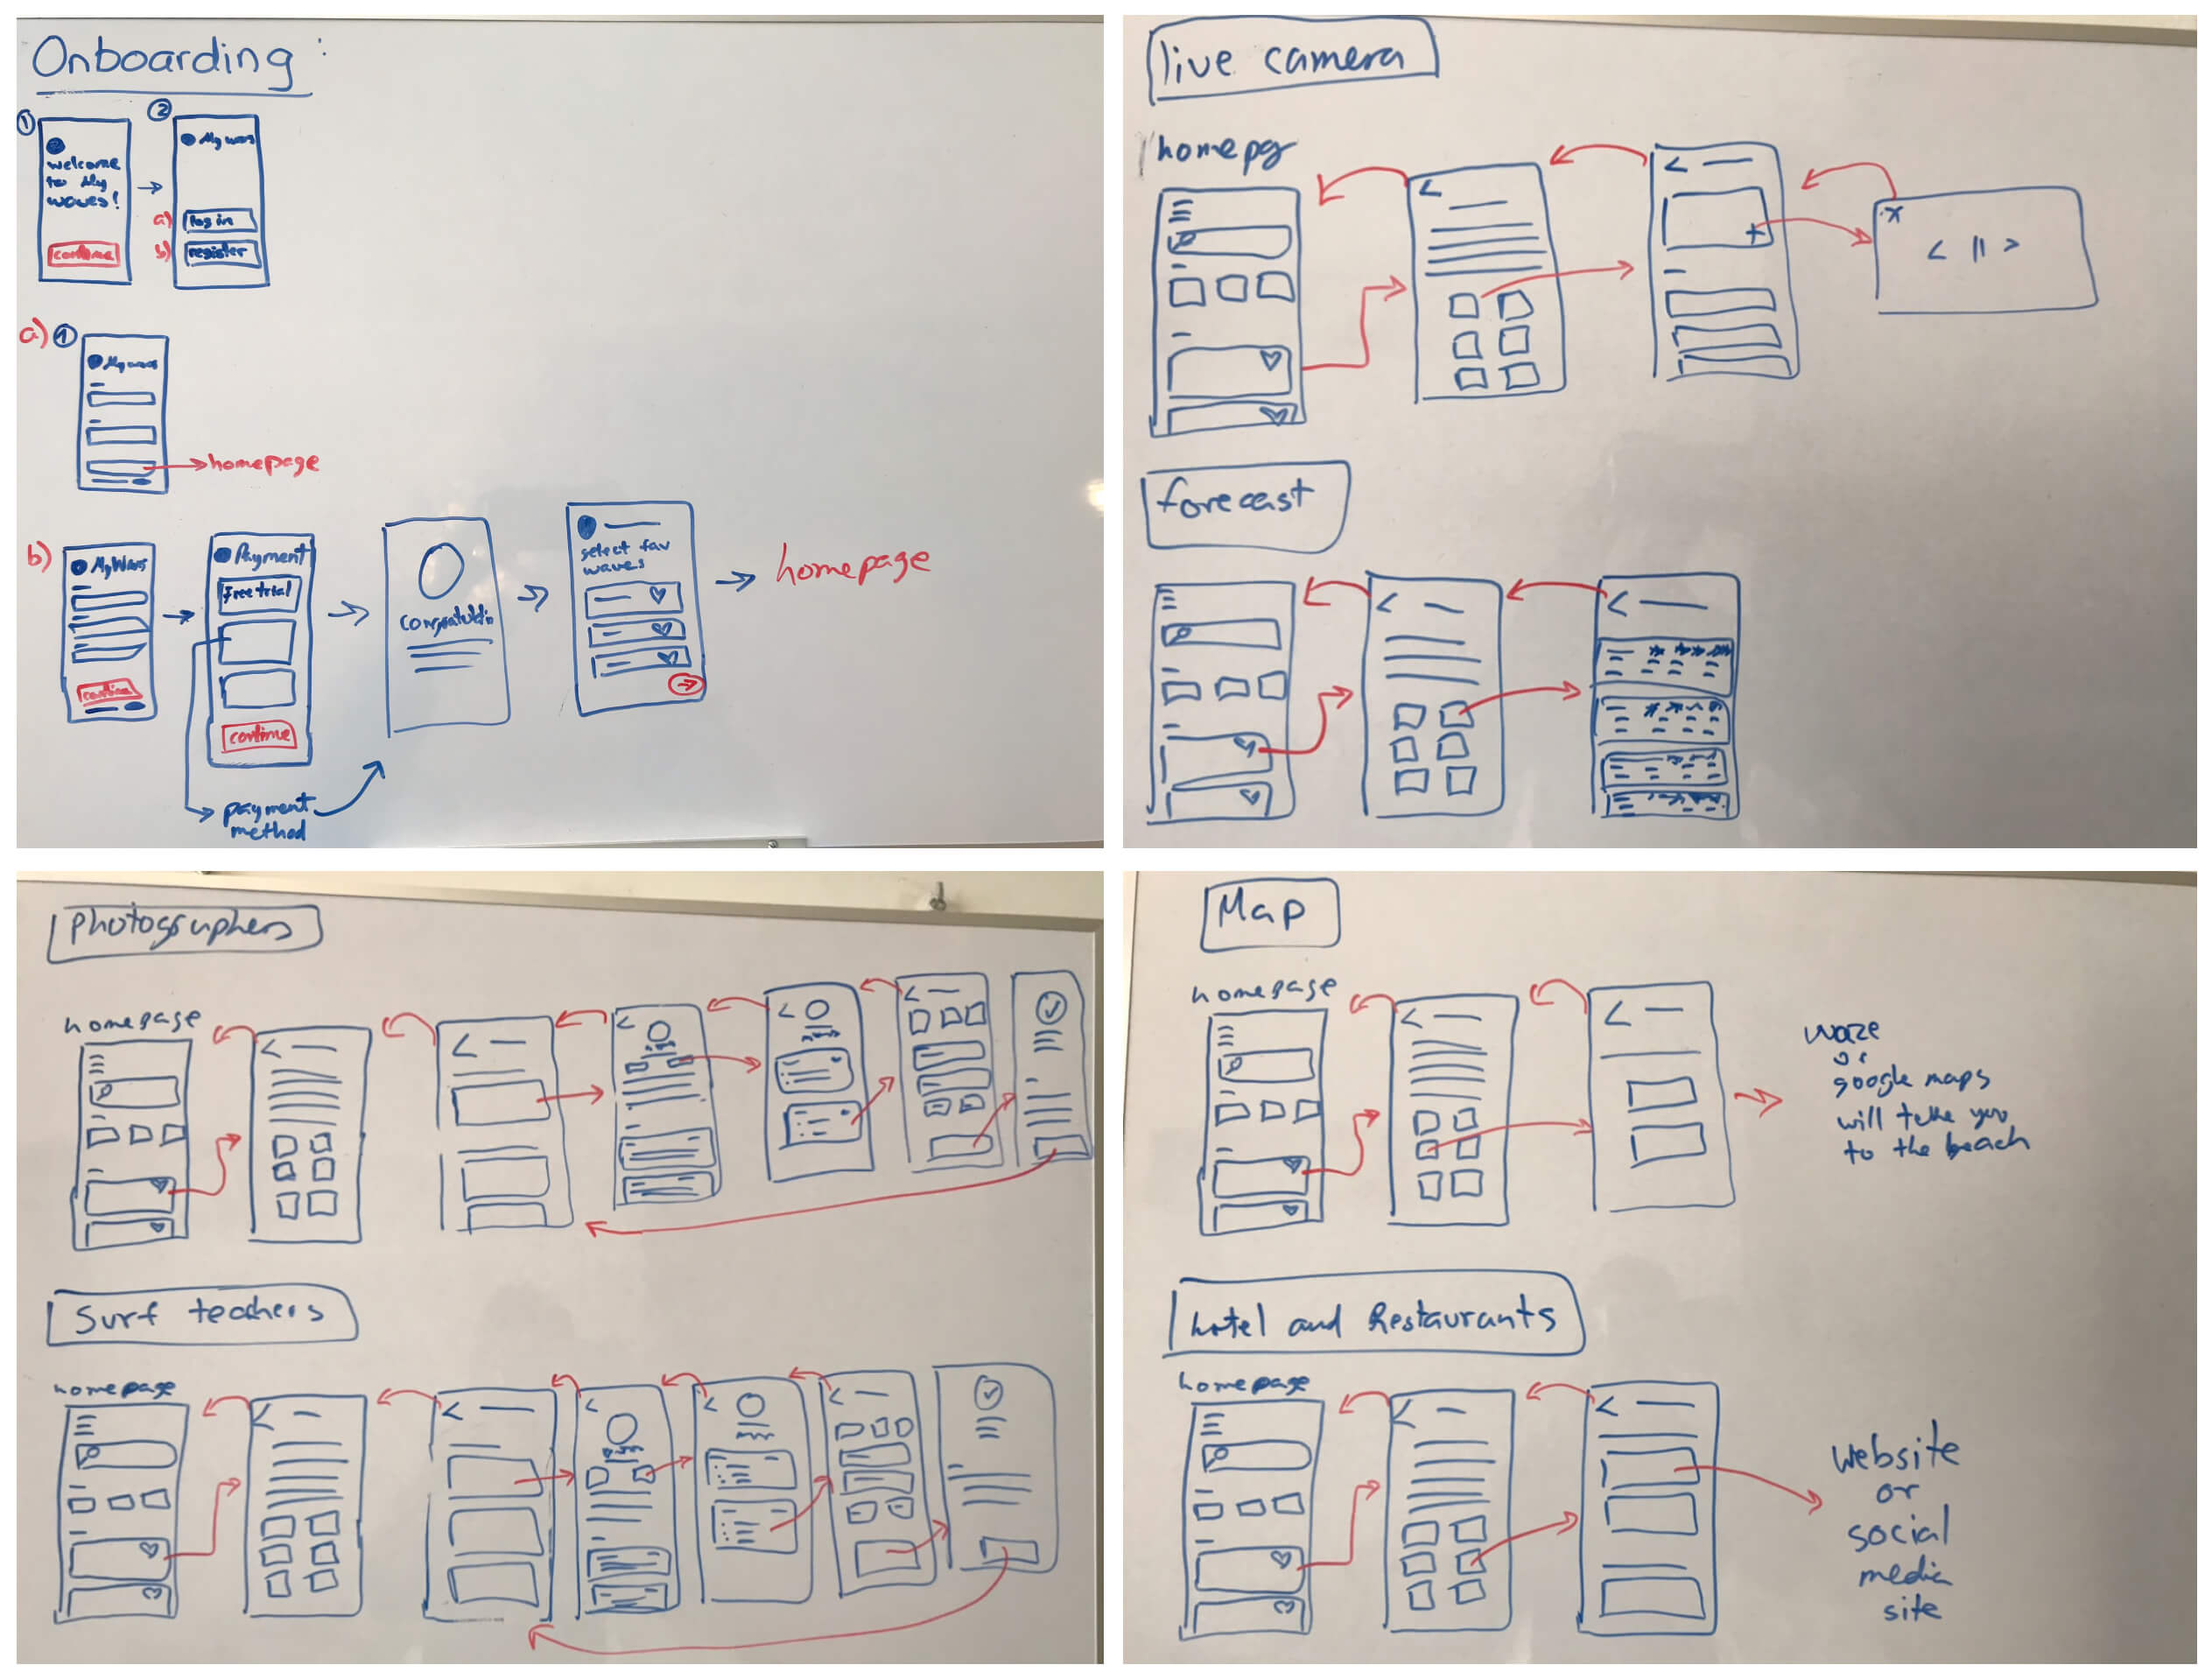 Onboarding:
1
2
welcome
to My
waves!
continue
My waves
a)
log in
b)
register
a) 1
My waves
homepage
b)
My Waves
continue
Payment
Free trial
continue
payment
method
select fav
waves
homepage
live camera
homepg
x
< || >
forecast
Photographers
homepage
Surf teachers
homepage
Map
homepage
waze
or
google maps
will take you
to the beach
hotel and Restaurants
homepage
website
or
social
media
site